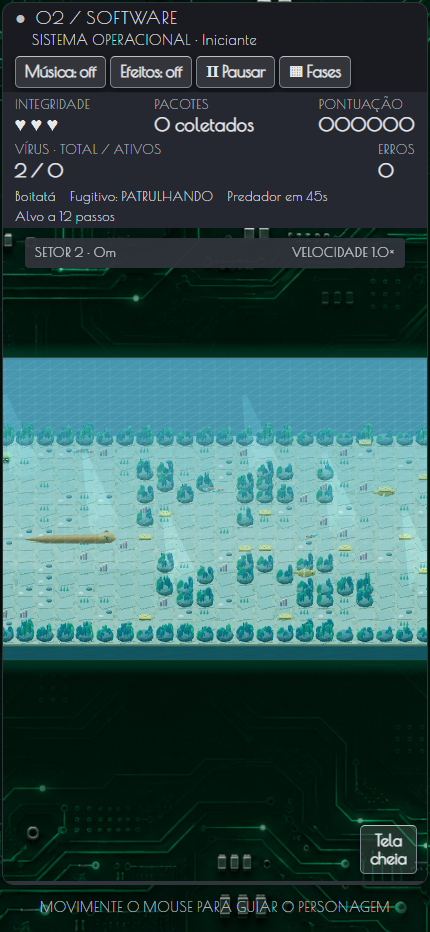 02 / SOFTWARE
SISTEMA OPERACIONAL · Iniciante
Música: off Efeitos: off Pausar Fases
INTEGRIDADE PACOTES PONTUAÇÃO
♥ ♥ ♥ 0 coletados 000000
VÍRUS · TOTAL / ATIVOS ERROS
2 / 0 0
Boitatá Fugitivo: PATRULHANDO Predador em 45s
Alvo a 12 passos
SETOR 2 · 0m VELOCIDADE 1.0×
Tela
cheia
MOVIMENTE O MOUSE PARA GUIAR O PERSONAGEM